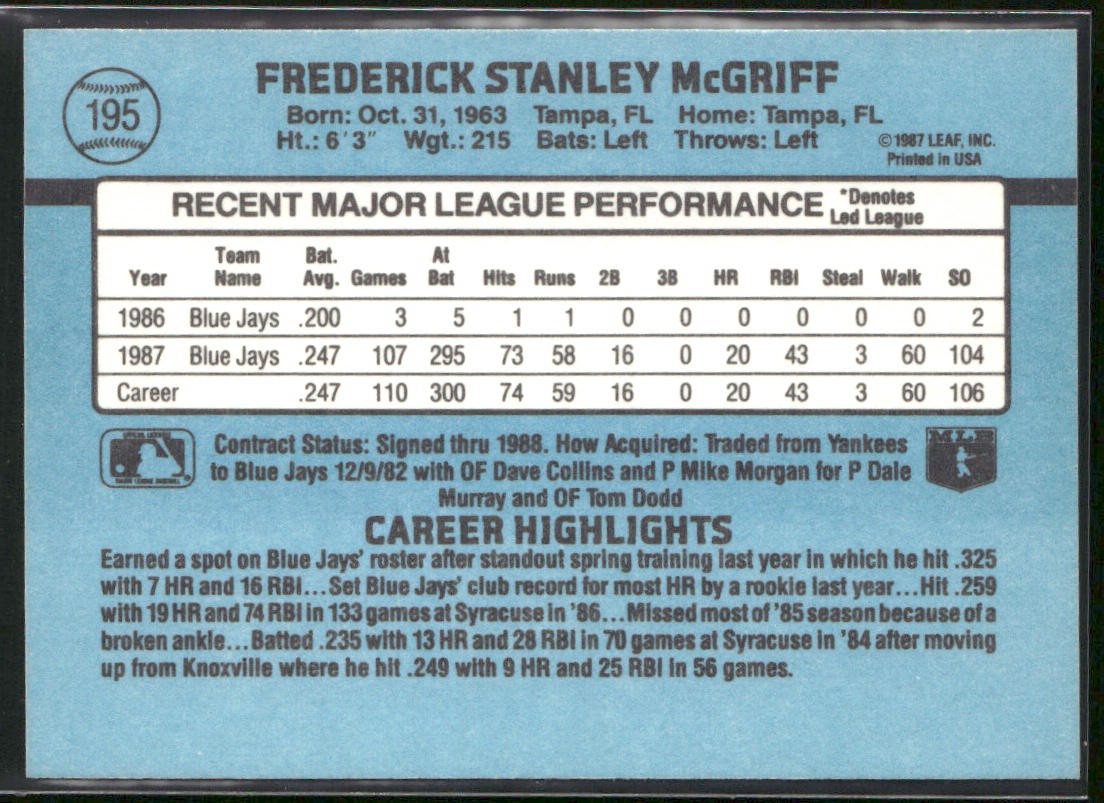 195
FREDERICK STANLEY McGRIFF
Born: Oct. 31, 1963 Tampa, FL Home: Tampa, FL
Ht.: 6' 3" Wgt.: 215 Bats: Left Throws: Left
©1987 LEAF, INC.
Printed in USA
RECENT MAJOR LEAGUE PERFORMANCE *Denotes
Led League
Year Team Name Bat. Avg. Games At Bat Hits Runs 2B 3B HR RBI Steal Walk SO
1986 Blue Jays .200 3 5 1 1 0 0 0 0 0 0 2
1987 Blue Jays .247 107 295 73 58 16 0 20 43 3 60 104
Career .247 110 300 74 59 16 0 20 43 3 60 106
MLB
Contract Status: Signed thru 1988. How Acquired: Traded from Yankees
to Blue Jays 12/9/82 with OF Dave Collins and P Mike Morgan for P Dale
Murray and OF Tom Dodd
CAREER HIGHLIGHTS
Earned a spot on Blue Jays' roster after standout spring training last year in which he hit .325
with 7 HR and 16 RBI...Set Blue Jays' club record for most HR by a rookie last year...Hit .259
with 19 HR and 74 RBI in 133 games at Syracuse in '86...Missed most of '85 season because of a
broken ankle...Batted .235 with 13 HR and 28 RBI in 70 games at Syracuse in '84 after moving
up from Knoxville where he hit .249 with 9 HR and 25 RBI in 56 games.